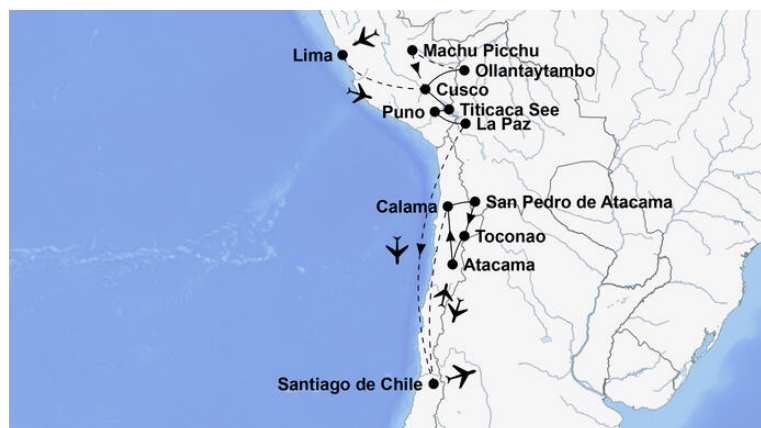 Machu Picchu
Lima
Ollantaytambo
Cusco
Titicaca See
Puno
La Paz
San Pedro de Atacama
Calama
Toconao
Atacama
Santiago de Chile